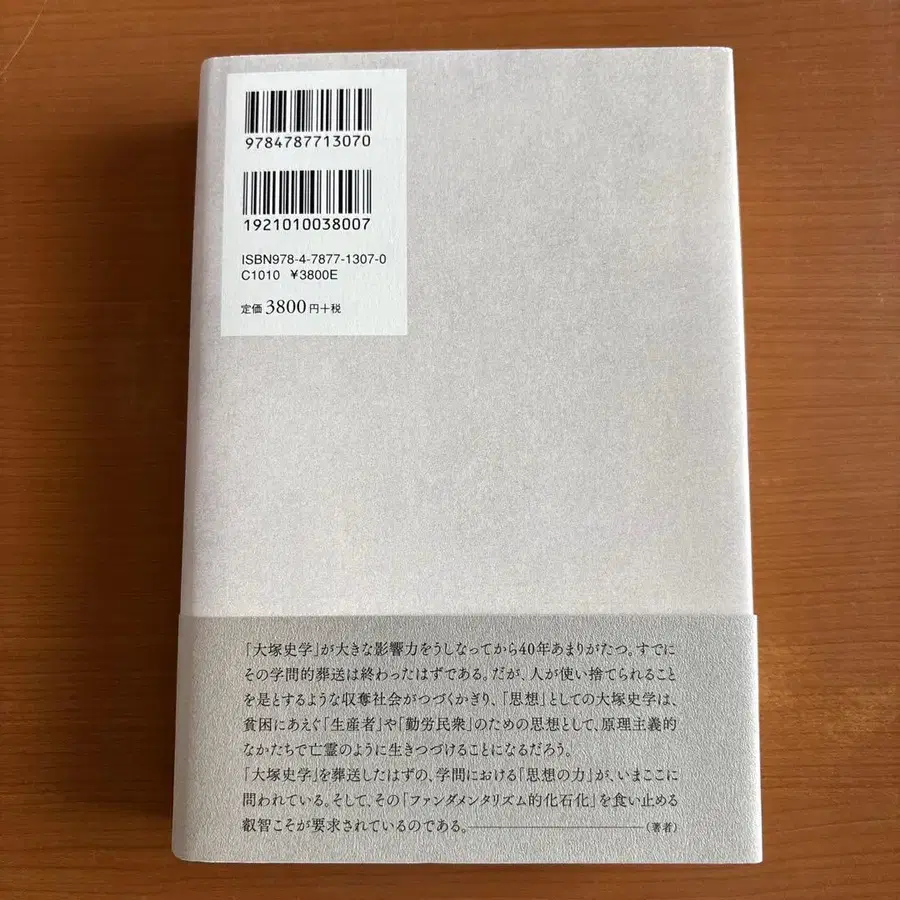 9784787713070
1921010038007
ISBN978-4-7877-1307-0
C1010 ¥3800E
定価3800円+税
「大塚史学」が大きな影響力をうしなってから40年あまりがたつ。すでに
その学問的葬送は終わったはずである。だが、人が使い捨てられること
を是とするような収奪社会がつづくかぎり、「思想」としての大塚史学は、
貧困にあえぐ「生産者」や「勤労民衆」のための思想として、原理主義的
なかたちで亡霊のように生きつづけることになるだろう。
「大塚史学」を葬送したはずの、学問における「思想の力」が、いまここに
問われている。そして、その「ファンダメンタリズム的化石化」を食い止める
叡智こそが要求されているのである。――――――（著者）